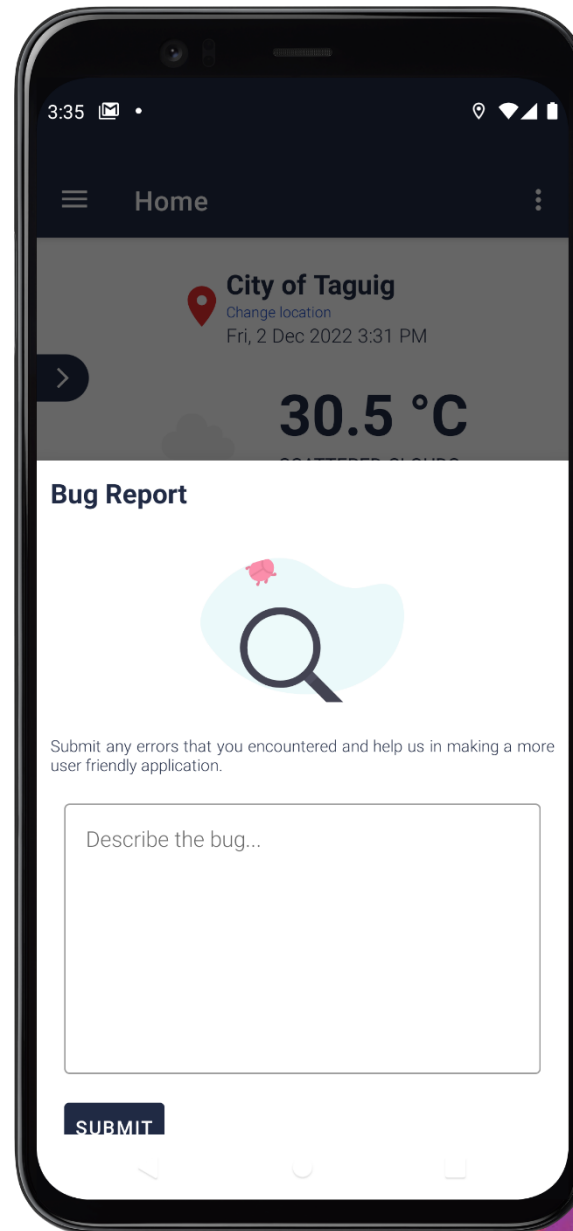 3:35
Home
City of Taguig
Change location
Fri, 2 Dec 2022 3:31 PM
30.5 °C
SCATTERED CLOUDS
Bug Report
Submit any errors that you encountered and help us in making a more
user friendly application.
Describe the bug...
SUBMIT